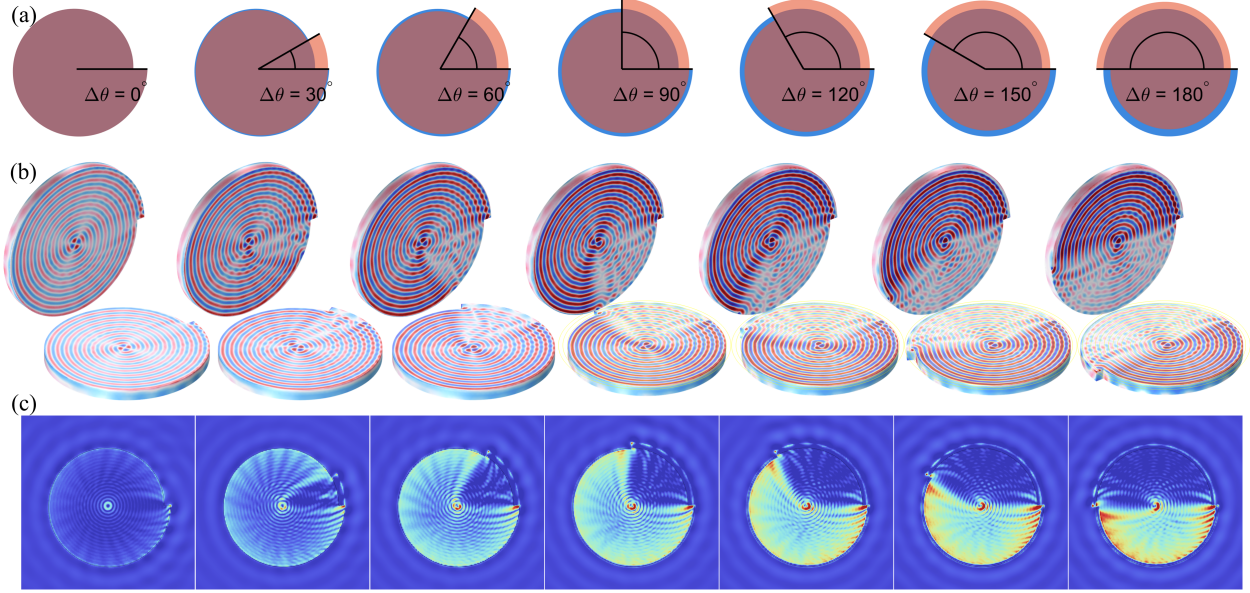 (a)
Δθ = 0° Δθ = 30° Δθ = 60° Δθ = 90° Δθ = 120° Δθ = 150° Δθ = 180°
(b)
(c)